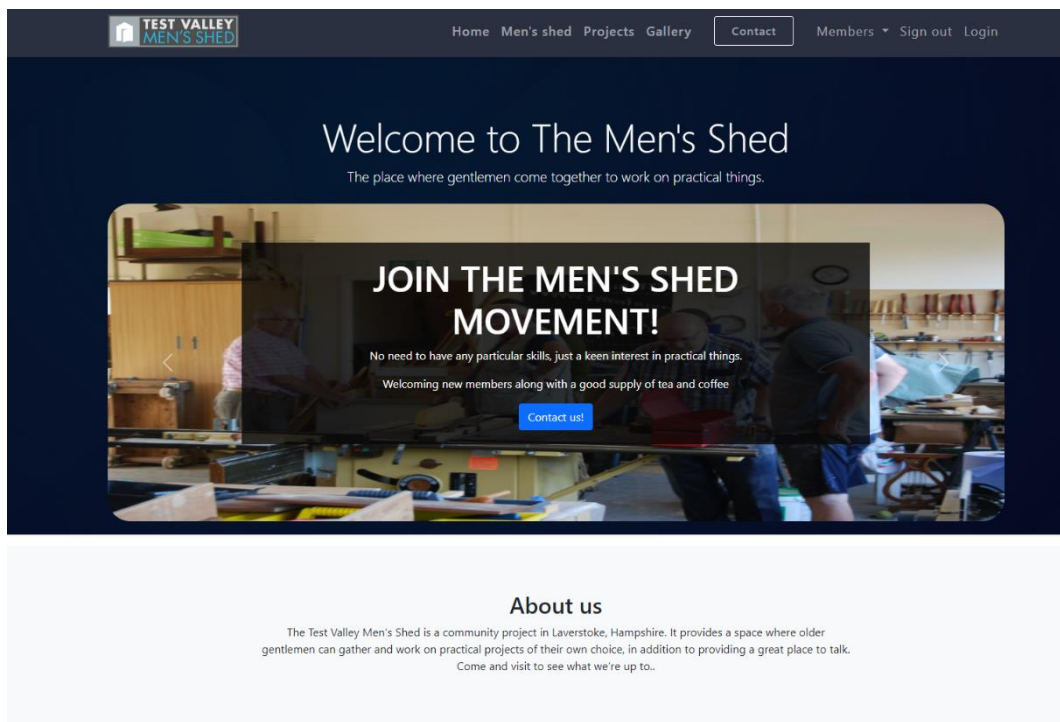 TEST VALLEY
MEN'S SHED
Home Men's shed Projects Gallery Contact Members Sign out Login
Welcome to The Men's Shed
The place where gentlemen come together to work on practical things.
JOIN THE MEN'S SHED
MOVEMENT!
No need to have any particular skills, just a keen interest in practical things.
Welcoming new members along with a good supply of tea and coffee
Contact us!
About us
The Test Valley Men's Shed is a community project in Laverstoke, Hampshire. It provides a space where older
gentlemen can gather and work on practical projects of their own choice, in addition to providing a great place to talk.
Come and visit to see what we're up to..